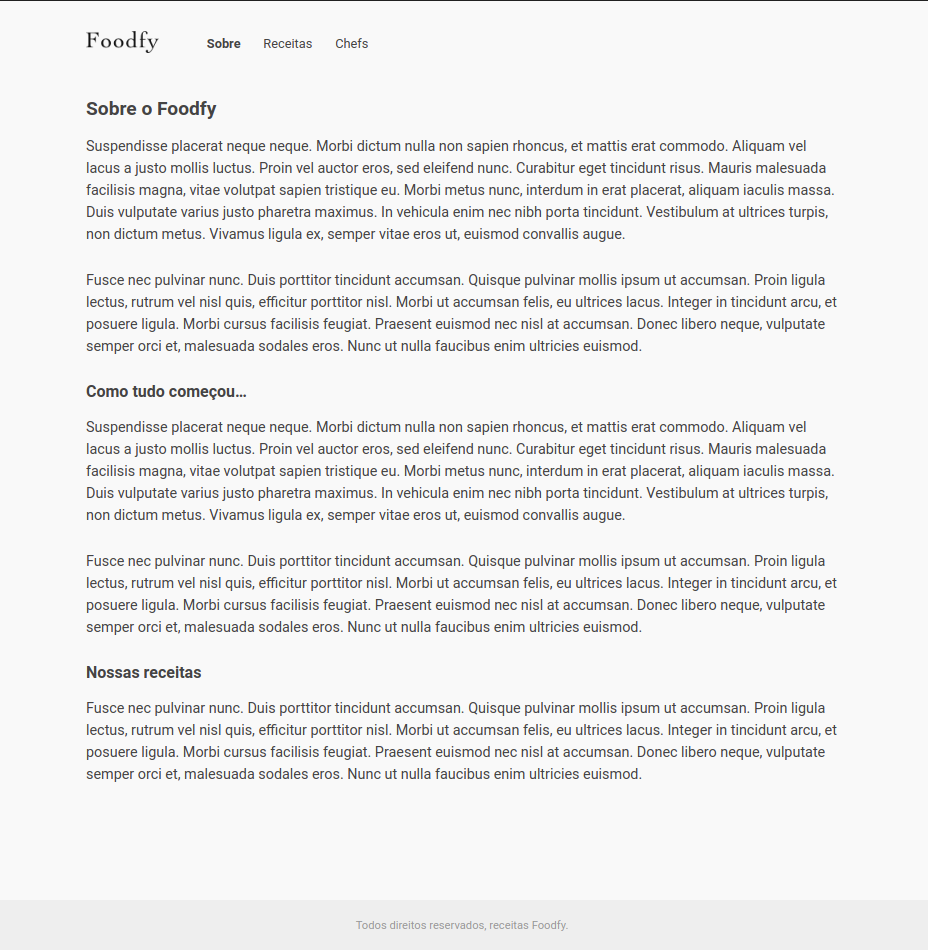 Foodfy Sobre Receitas Chefs
Sobre o Foodfy
Suspendisse placerat neque neque. Morbi dictum nulla non sapien rhoncus, et mattis erat commodo. Aliquam vel
lacus a justo mollis luctus. Proin vel auctor eros, sed eleifend nunc. Curabitur eget tincidunt risus. Mauris malesuada
facilisis magna, vitae volutpat sapien tristique eu. Morbi metus nunc, interdum in erat placerat, aliquam iaculis massa.
Duis vulputate varius justo pharetra maximus. In vehicula enim nec nibh porta tincidunt. Vestibulum at ultrices turpis,
non dictum metus. Vivamus ligula ex, semper vitae eros ut, euismod convallis augue.
Fusce nec pulvinar nunc. Duis porttitor tincidunt accumsan. Quisque pulvinar mollis ipsum ut accumsan. Proin ligula
lectus, rutrum vel nisl quis, efficitur porttitor nisl. Morbi ut accumsan felis, eu ultrices lacus. Integer in tincidunt arcu, et
posuere ligula. Morbi cursus facilisis feugiat. Praesent euismod nec nisl at accumsan. Donec libero neque, vulputate
semper orci et, malesuada sodales eros. Nunc ut nulla faucibus enim ultricies euismod.
Como tudo começou…
Suspendisse placerat neque neque. Morbi dictum nulla non sapien rhoncus, et mattis erat commodo. Aliquam vel
lacus a justo mollis luctus. Proin vel auctor eros, sed eleifend nunc. Curabitur eget tincidunt risus. Mauris malesuada
facilisis magna, vitae volutpat sapien tristique eu. Morbi metus nunc, interdum in erat placerat, aliquam iaculis massa.
Duis vulputate varius justo pharetra maximus. In vehicula enim nec nibh porta tincidunt. Vestibulum at ultrices turpis,
non dictum metus. Vivamus ligula ex, semper vitae eros ut, euismod convallis augue.
Fusce nec pulvinar nunc. Duis porttitor tincidunt accumsan. Quisque pulvinar mollis ipsum ut accumsan. Proin ligula
lectus, rutrum vel nisl quis, efficitur porttitor nisl. Morbi ut accumsan felis, eu ultrices lacus. Integer in tincidunt arcu, et
posuere ligula. Morbi cursus facilisis feugiat. Praesent euismod nec nisl at accumsan. Donec libero neque, vulputate
semper orci et, malesuada sodales eros. Nunc ut nulla faucibus enim ultricies euismod.
Nossas receitas
Fusce nec pulvinar nunc. Duis porttitor tincidunt accumsan. Quisque pulvinar mollis ipsum ut accumsan. Proin ligula
lectus, rutrum vel nisl quis, efficitur porttitor nisl. Morbi ut accumsan felis, eu ultrices lacus. Integer in tincidunt arcu, et
posuere ligula. Morbi cursus facilisis feugiat. Praesent euismod nec nisl at accumsan. Donec libero neque, vulputate
semper orci et, malesuada sodales eros. Nunc ut nulla faucibus enim ultricies euismod.
Todos direitos reservados, receitas Foodfy.